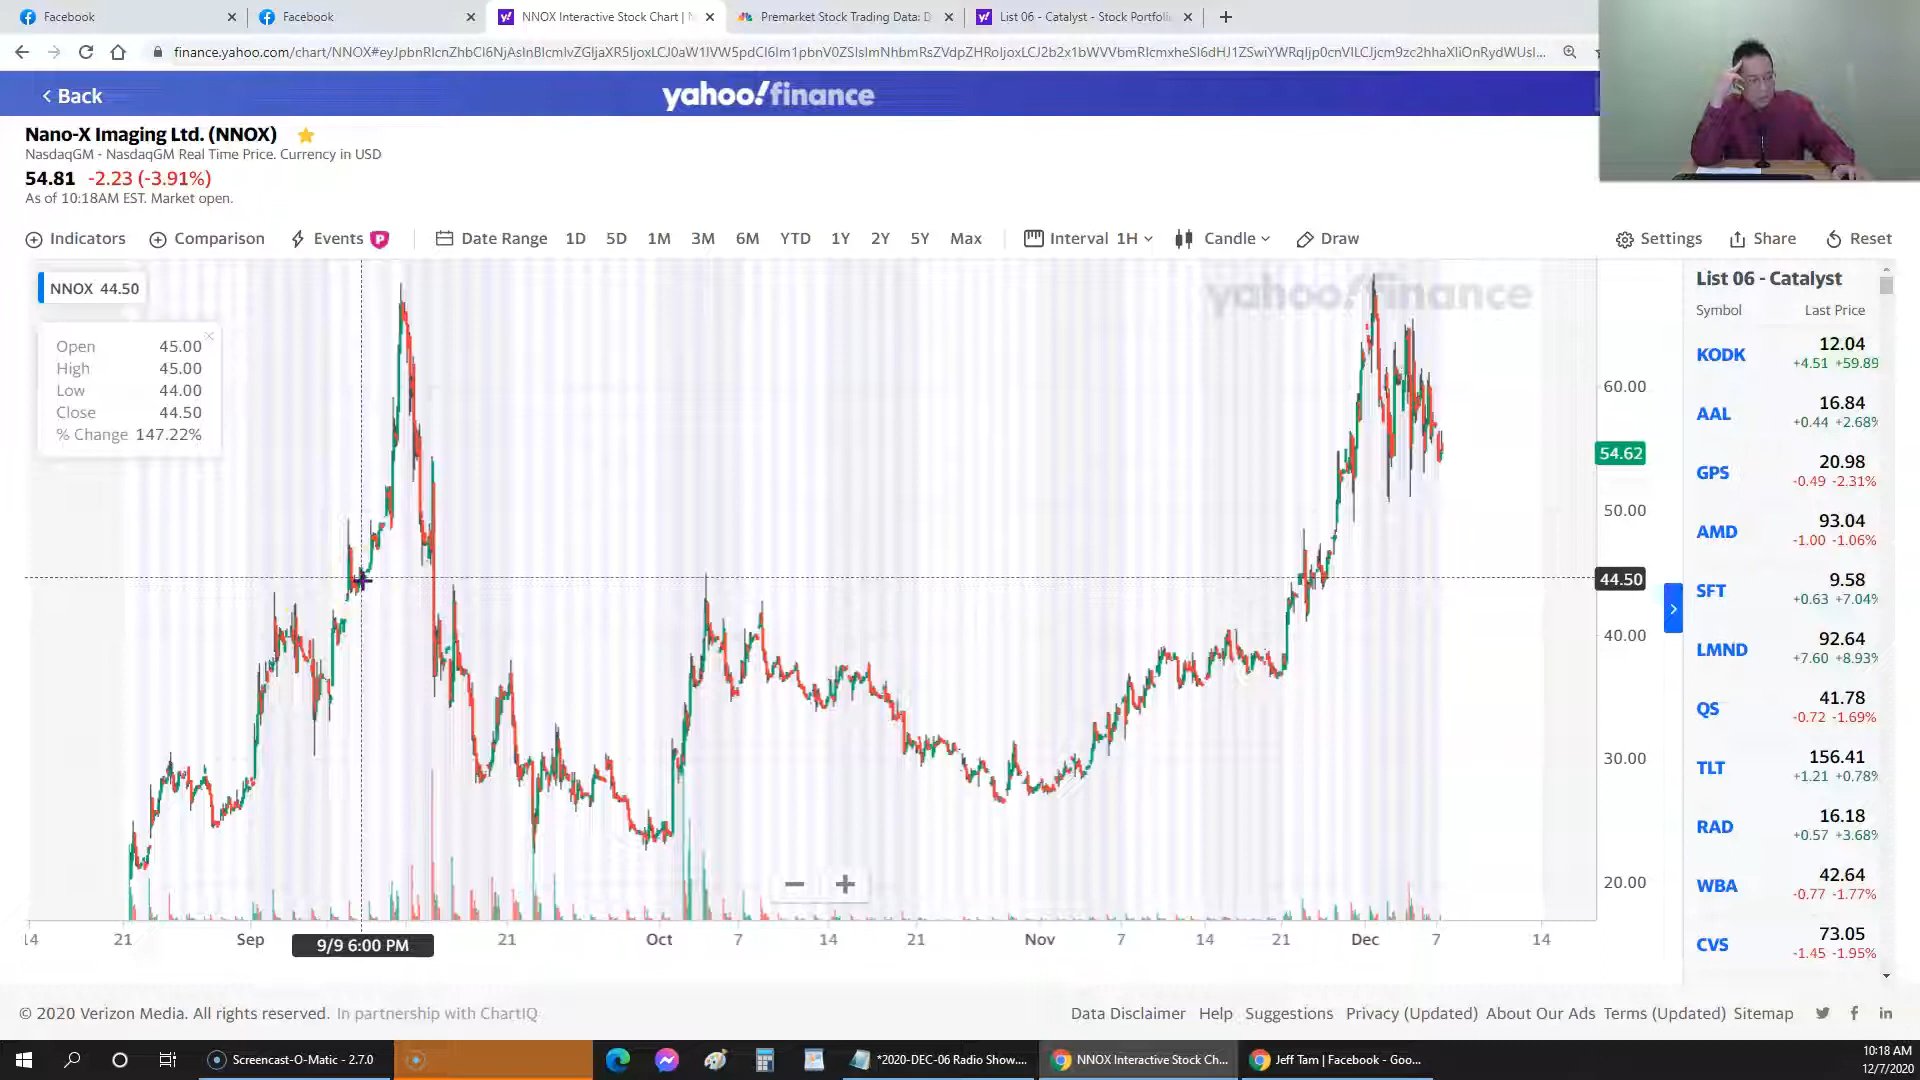 Facebook
Facebook
NNOX Interactive Stock Chart | N
Premarket Stock Trading Data: D
List 06 - Catalyst - Stock Portfoli
< Back
yahoo!finance
Nano-X Imaging Ltd. (NNOX)
NasdaqGM - NasdaqGM Real Time Price. Currency in USD
54.81 -2.23 (-3.91%)
As of 10:18AM EST. Market open.
Indicators Comparison Events P Date Range 1D 5D 1M 3M 6M YTD 1Y 2Y 5Y Max Interval 1H Candle Draw Settings Share Reset
NNOX 44.50
Open 45.00
High 45.00
Low 44.00
Close 44.50
% Change 147.22%
yahoo!finance
60.00
54.62
50.00
44.50
40.00
30.00
20.00
14 21 Sep 9/9 6:00 PM 21 Oct 7 14 21 Nov 7 14 21 Dec 7 14
List 06 - Catalyst
Symbol Last Price
KODK 12.04
+4.51 +59.89
AAL 16.84
+0.44 +2.68%
GPS 20.98
-0.49 -2.31%
AMD 93.04
-1.00 -1.06%
SFT 9.58
+0.63 +7.04%
LMND 92.64
+7.60 +8.93%
QS 41.78
-0.72 -1.69%
TLT 156.41
+1.21 +0.78%
RAD 16.18
+0.57 +3.68%
WBA 42.64
-0.77 -1.77%
CVS 73.05
-1.45 -1.95%
© 2020 Verizon Media. All rights reserved. In partnership with ChartIQ
Data Disclaimer Help Suggestions Privacy (Updated) About Our Ads Terms (Updated) Sitemap
Screencast-O-Matic - 2.7.0
*2020-DEC-06 Radio Show....
NNOX Interactive Stock Ch...
Jeff Tam | Facebook - Goo...
10:18 AM
12/7/2020